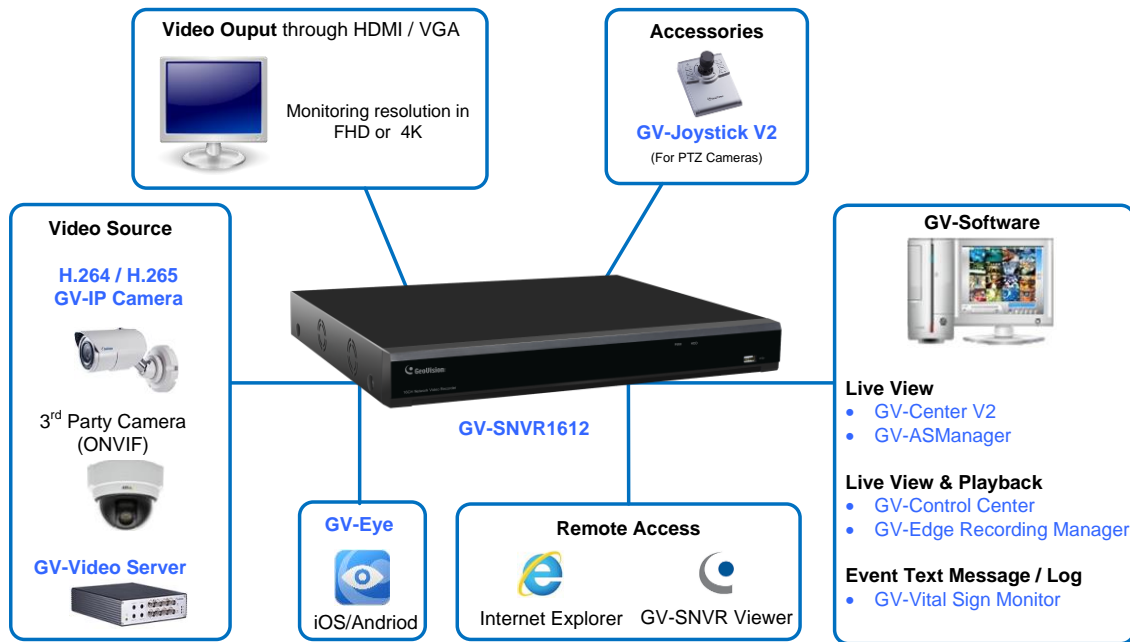 Video Ouput through HDMI / VGA
Monitoring resolution in
FHD or 4K
Accessories
GV-Joystick V2
(For PTZ Cameras)
Video Source
H.264 / H.265
GV-IP Camera
3rd Party Camera
(ONVIF)
GV-Video Server
GeoVision
GV-SNVR1612
GV-Eye
iOS/Andriod
Remote Access
Internet Explorer
GV-SNVR Viewer
GV-Software
Live View
• GV-Center V2
• GV-ASManager
Live View & Playback
• GV-Control Center
• GV-Edge Recording Manager
Event Text Message / Log
• GV-Vital Sign Monitor